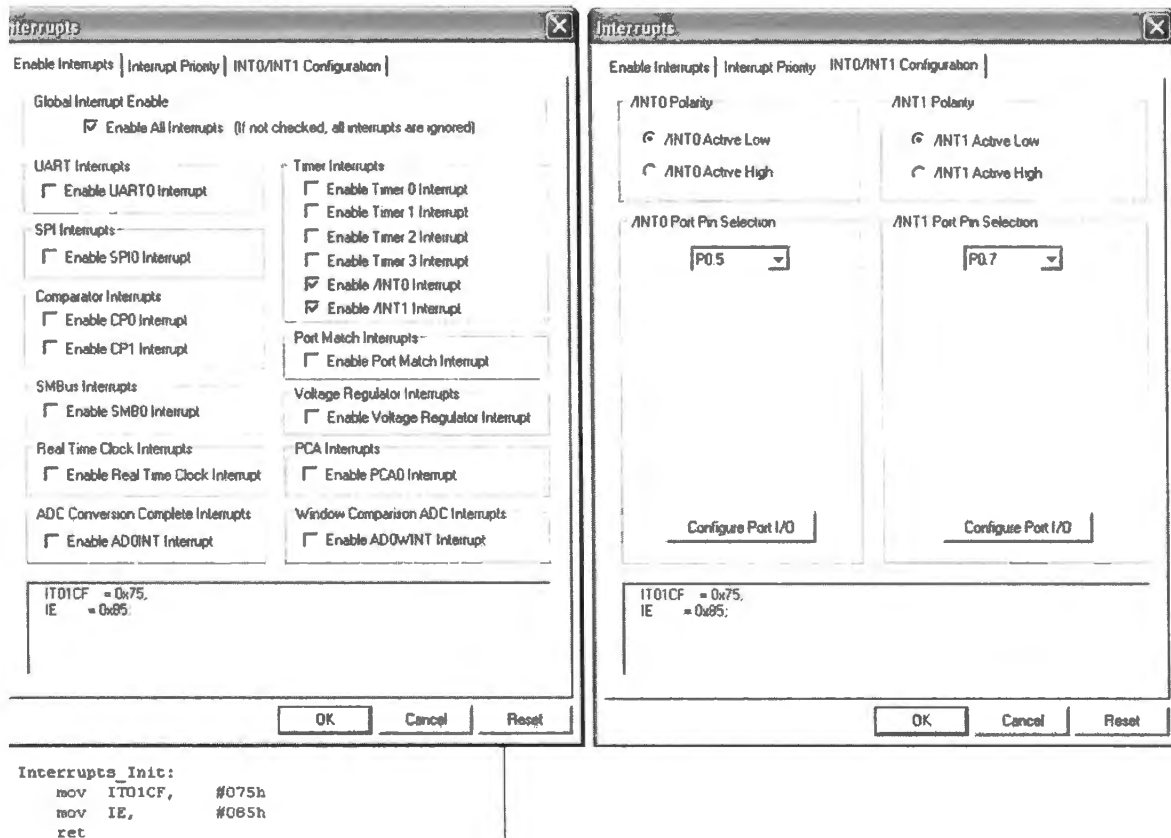 nterrupts
Enable Interrupts | Interrupt Priority | INT0/INT1 Configuration
Global Interrupt Enable
Enable All Interrupts (If not checked, all interrupts are ignored)
UART Interrupts
Enable UART0 Interrupt
SPI Interrupts
Enable SPI0 Interrupt
Comparator Interrupts
Enable CP0 Interrupt
Enable CP1 Interrupt
SMBus Interrupts
Enable SMB0 Interrupt
Real Time Clock Interrupts
Enable Real Time Clock Interrupt
ADC Conversion Complete Interrupts
Enable AD0INT Interrupt
Timer Interrupts
Enable Timer 0 Interrupt
Enable Timer 1 Interrupt
Enable Timer 2 Interrupt
Enable Timer 3 Interrupt
Enable /INT0 Interrupt
Enable /INT1 Interrupt
Port Match Interrupts
Enable Port Match Interrupt
Voltage Regulator Interrupts
Enable Voltage Regulator Interrupt
PCA Interrupts
Enable PCA0 Interrupt
Window Comparison ADC Interrupts
Enable AD0WINT Interrupt
IT01CF = 0x75;
IE = 0x85;
OK Cancel Reset
Interrupts
Enable Interrupts | Interrupt Priority INT0/INT1 Configuration
/INT0 Polarity
/INT0 Active Low
/INT0 Active High
/INT1 Polarity
/INT1 Active Low
/INT1 Active High
/INT0 Port Pin Selection
P0.5
Configure Port I/O
/INT1 Port Pin Selection
P0.7
Configure Port I/O
IT01CF = 0x75;
IE = 0x85;
OK Cancel Reset
Interrupts_Init:
mov IT01CF, #075h
mov IE, #085h
ret